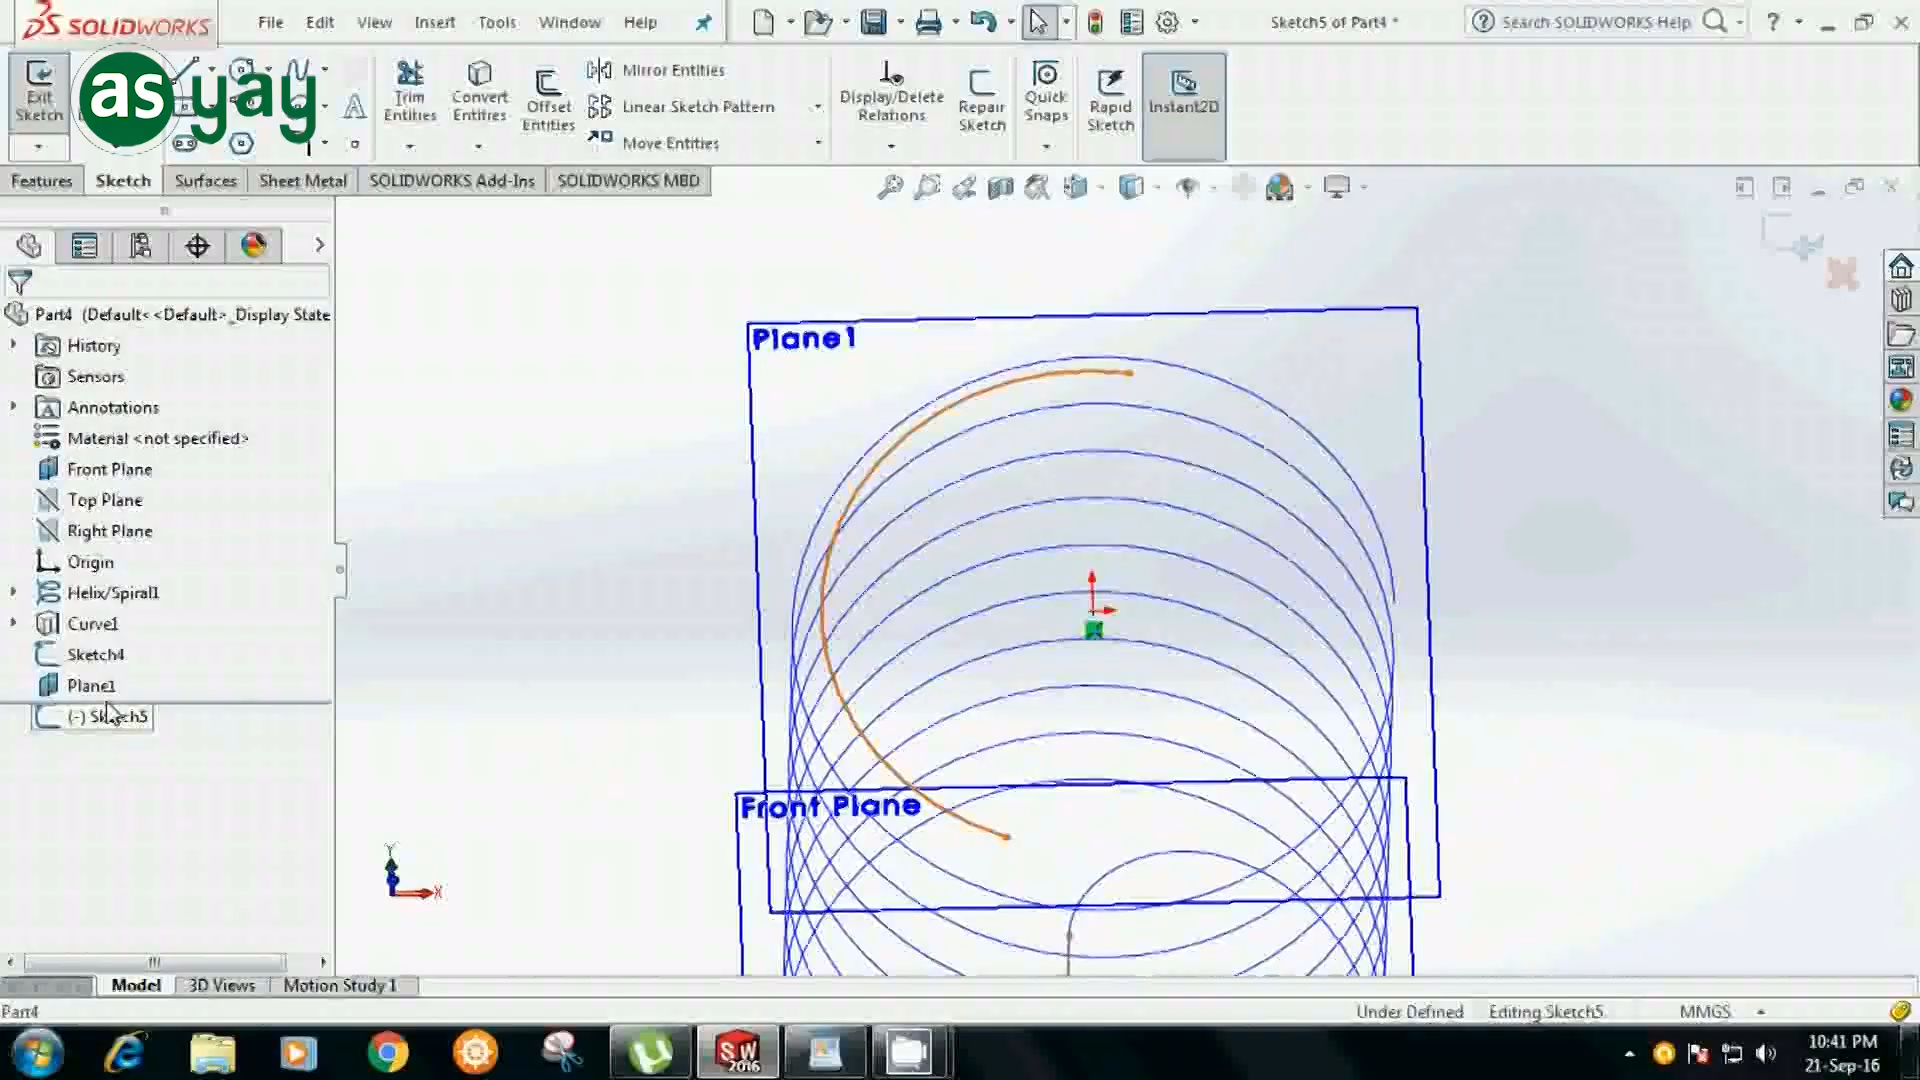 SOLIDWORKS
File Edit View Insert Tools Window Help
Sketch5 of Part4 *
Search SOLIDWORKS Help
as yay
Exit Sketch
Trim Entities
Convert Entities
Offset Entities
Mirror Entities
Linear Sketch Pattern
Move Entities
Display/Delete Relations
Repair Sketch
Quick Snaps
Rapid Sketch
Instant2D
Features Sketch Surfaces Sheet Metal SOLIDWORKS Add-Ins SOLIDWORKS MBD
Part4 (Default<<Default>_Display State
History
Sensors
Annotations
Material <not specified>
Front Plane
Top Plane
Right Plane
Origin
Helix/Spiral1
Curve1
Sketch4
Plane1
(-) Sketch5
Plane1
Front Plane
Y
X
Model 3D Views Motion Study 1
Part4
Under Defined Editing Sketch5 MMGS
SW 2016
10:41 PM
21-Sep-16